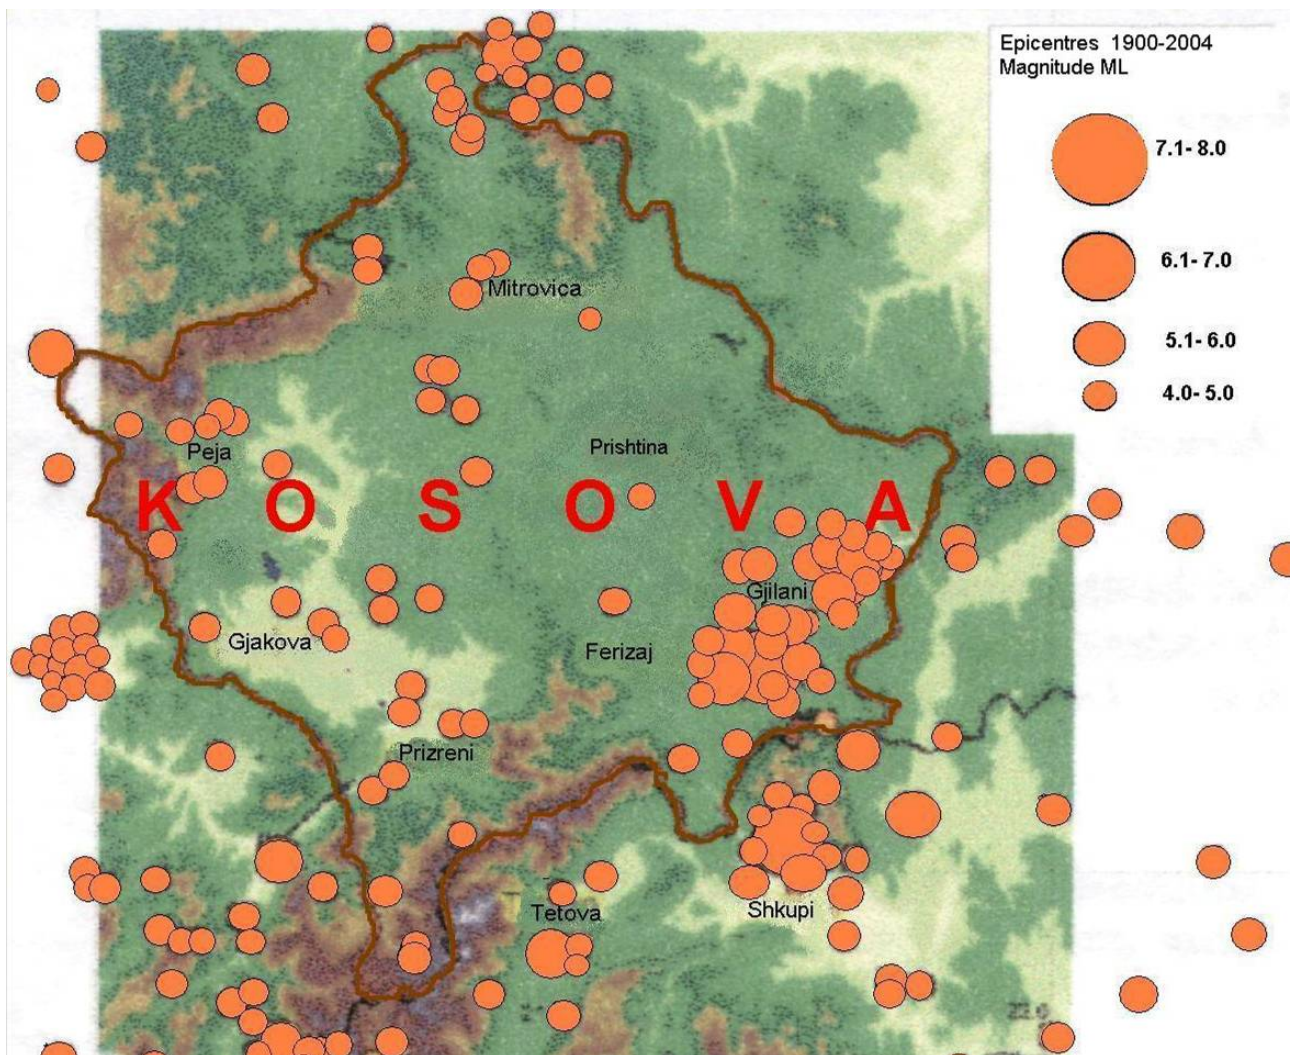 Epicentres 1900-2004
Magnitude ML
7.1- 8.0
6.1- 7.0
5.1- 6.0
4.0- 5.0
Mitrovica
Peja
Prishtina
K O S O V A
Gjilani
Gjakova
Ferizaj
Prizreni
Tetova
Shkupi